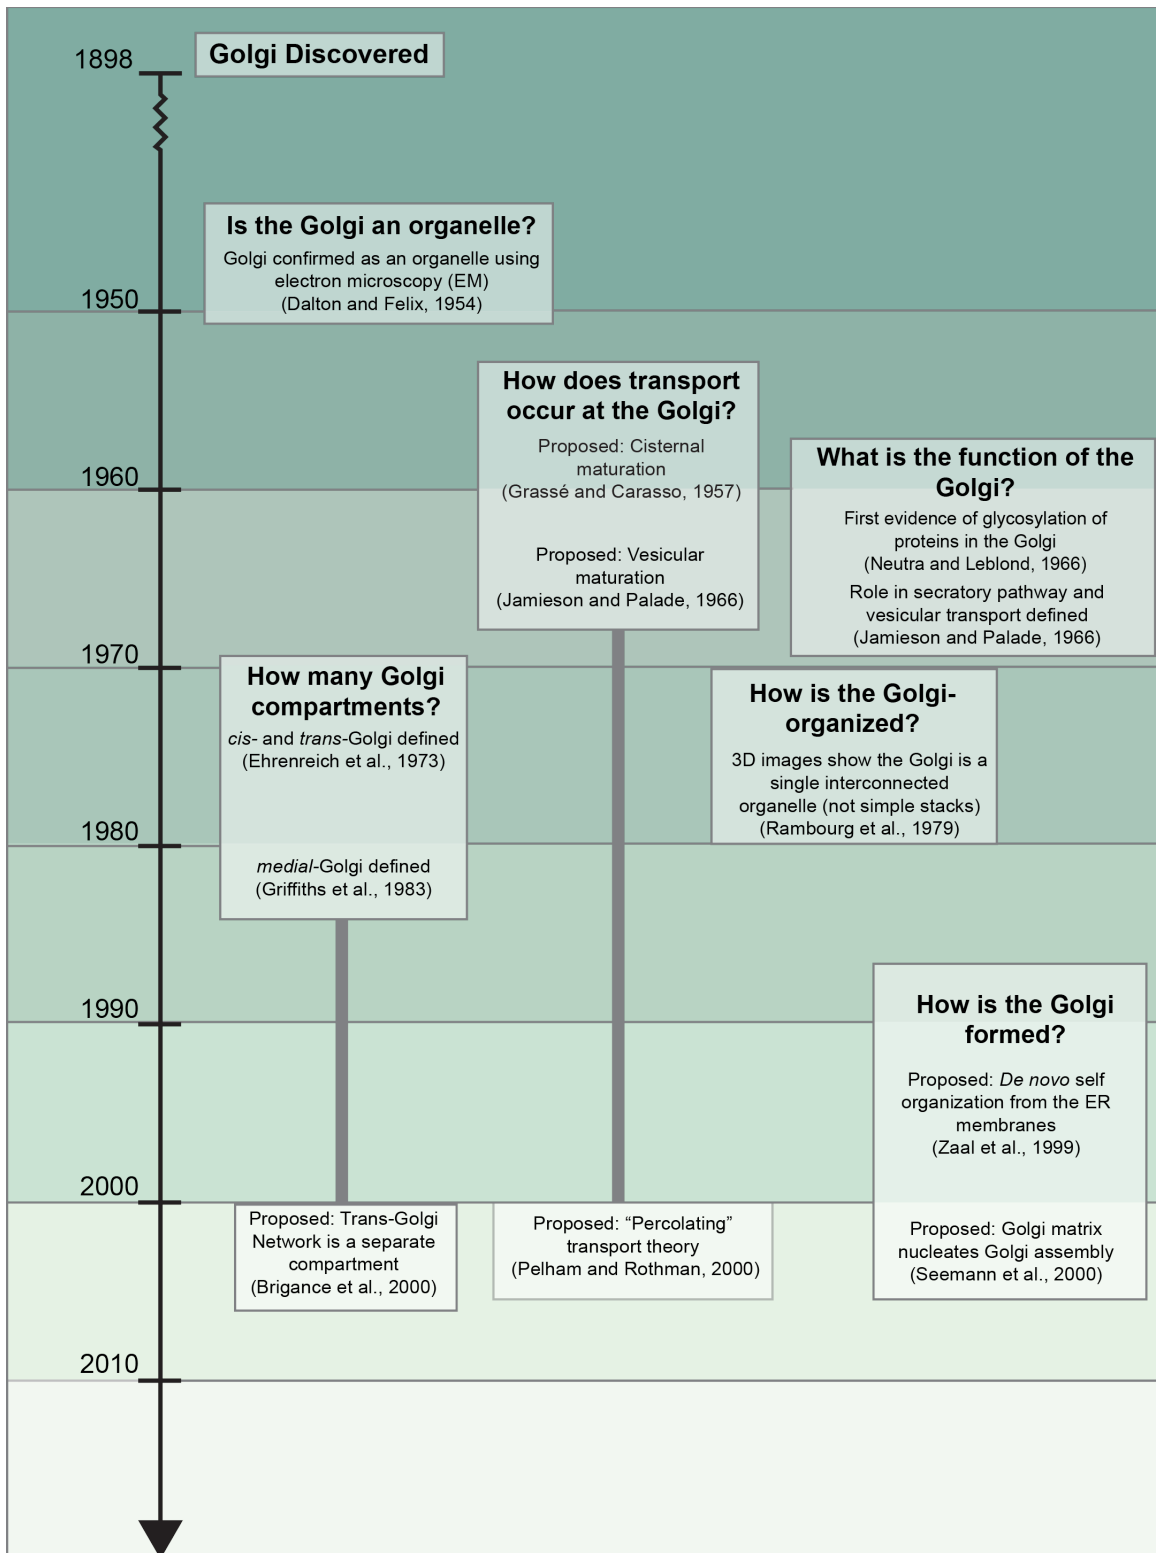 1898
Golgi Discovered
Is the Golgi an organelle?
Golgi confirmed as an organelle using
electron microscopy (EM)
(Dalton and Felix, 1954)
1950
How does transport
occur at the Golgi?
Proposed: Cisternal
maturation
(Grassé and Carasso, 1957)
Proposed: Vesicular
maturation
(Jamieson and Palade, 1966)
What is the function of the
Golgi?
First evidence of glycosylation of
proteins in the Golgi
(Neutra and Leblond, 1966)
Role in secratory pathway and
vesicular transport defined
(Jamieson and Palade, 1966)
1960
1970
How many Golgi
compartments?
cis- and trans-Golgi defined
(Ehrenreich et al., 1973)
medial-Golgi defined
(Griffiths et al., 1983)
How is the Golgi-
organized?
3D images show the Golgi is a
single interconnected
organelle (not simple stacks)
(Rambourg et al., 1979)
1980
1990
How is the Golgi
formed?
Proposed: De novo self
organization from the ER
membranes
(Zaal et al., 1999)
Proposed: Golgi matrix
nucleates Golgi assembly
(Seemann et al., 2000)
2000
Proposed: Trans-Golgi
Network is a separate
compartment
(Brigance et al., 2000)
Proposed: “Percolating”
transport theory
(Pelham and Rothman, 2000)
2010